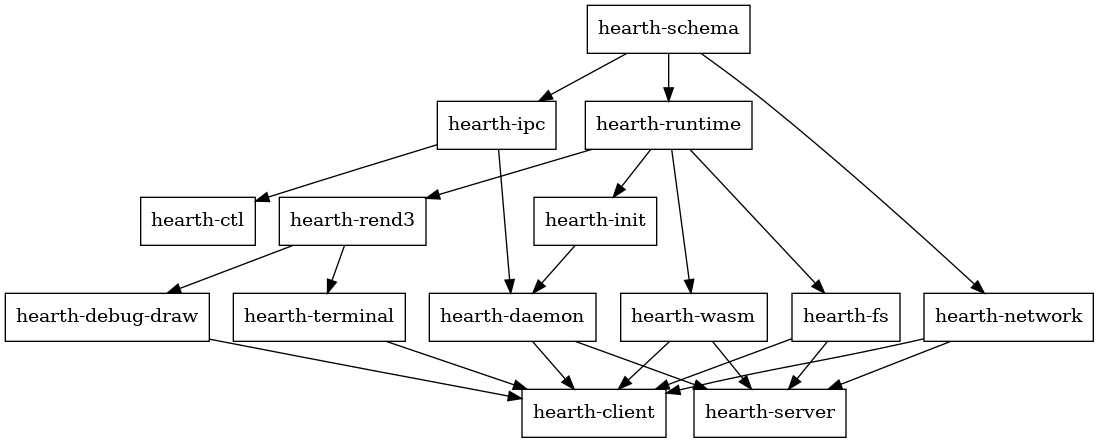 hearth-schema
hearth-ipc
hearth-runtime
hearth-ctl
hearth-rend3
hearth-init
hearth-debug-draw
hearth-terminal
hearth-daemon
hearth-wasm
hearth-fs
hearth-network
hearth-client
hearth-server